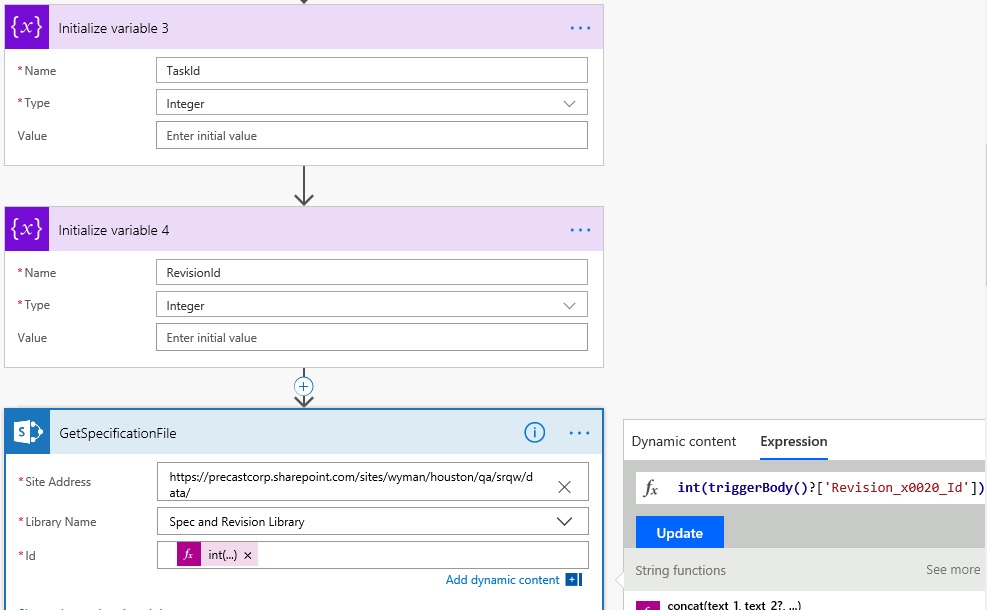 {x} Initialize variable 3 ...
* Name TaskId
* Type Integer
Value Enter initial value
{x} Initialize variable 4 ...
* Name RevisionId
* Type Integer
Value Enter initial value
S GetSpecificationFile i ...
* Site Address https://precastcorp.sharepoint.com/sites/wyman/houston/qa/srqw/d
ata/
* Library Name Spec and Revision Library
* Id fx int(...) ×
Add dynamic content
Dynamic content Expression
fx int(triggerBody()?['Revision_x0020_Id'])
Update
String functions See more
concat(text_1, text_2?, ...)